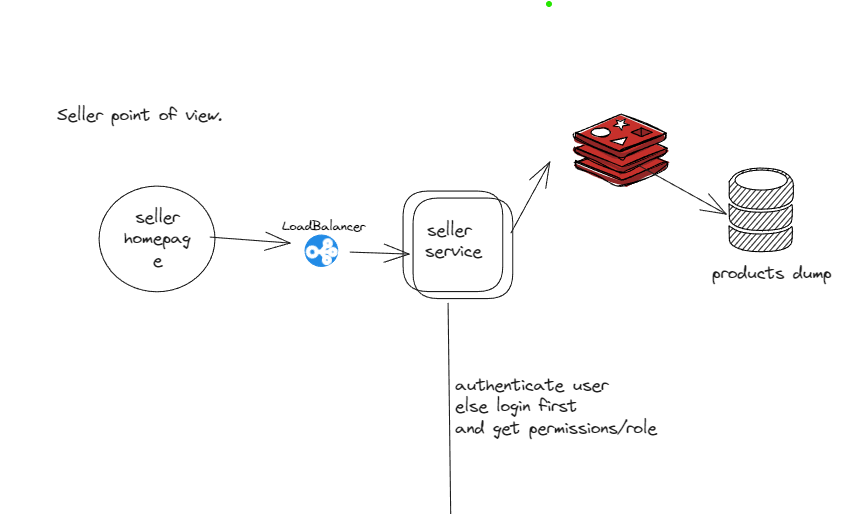 Seller point of view.
LoadBalancer
seller
homepag
e
seller
service
products dump
authenticate user
else login first
and get permissions/role